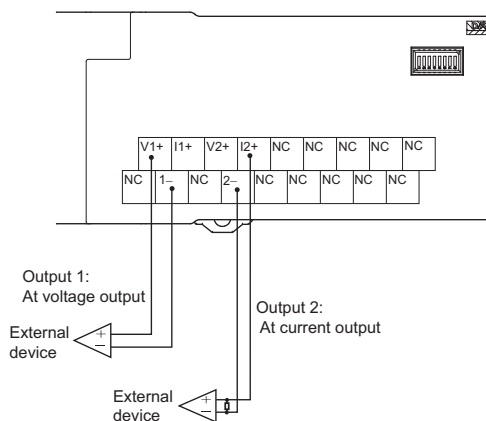 V1+ I1+ V2+ I2+ NC NC NC NC NC
NC 1– NC 2– NC NC NC NC NC
Output 1:
At voltage output
External
device
+
–
Output 2:
At current output
External
device
+
–